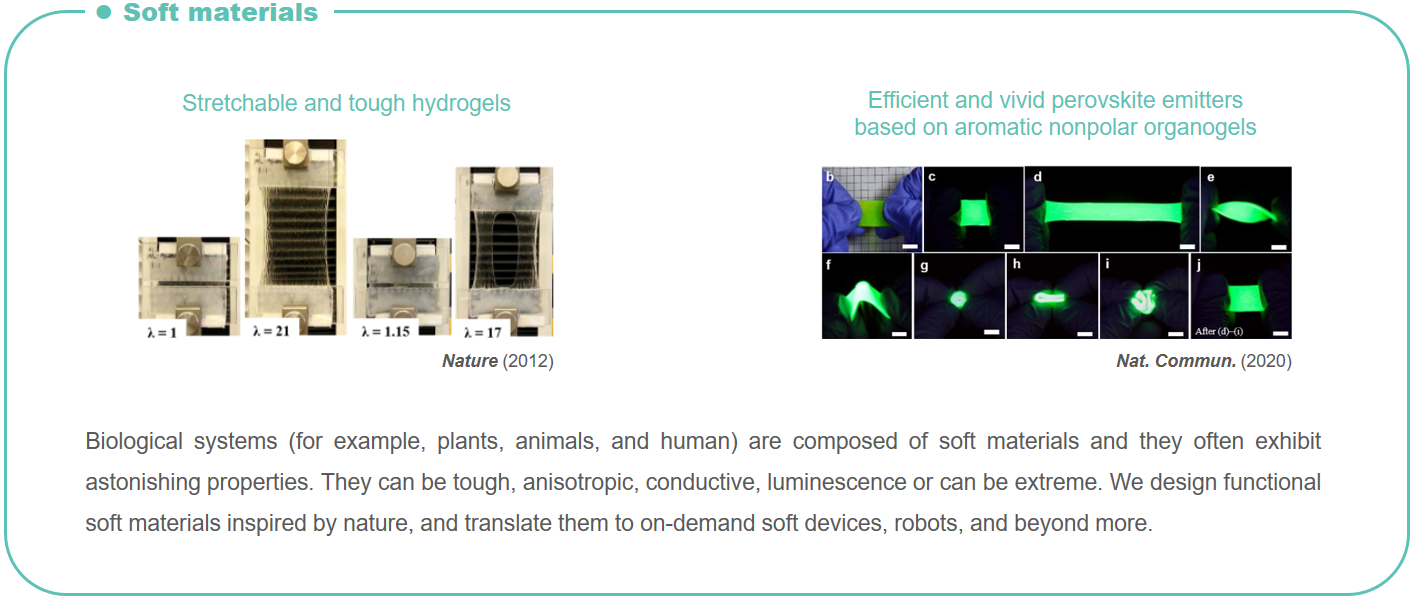 Soft materials
Stretchable and tough hydrogels
λ = 1
λ = 21
λ = 1.15
λ = 17
Nature (2012)
Efficient and vivid perovskite emitters
based on aromatic nonpolar organogels
b
c
d
e
f
g
h
i
j
After (d)–(i)
Nat. Commun. (2020)
Biological systems (for example, plants, animals, and human) are composed of soft materials and they often exhibit
astonishing properties. They can be tough, anisotropic, conductive, luminescence or can be extreme. We design functional
soft materials inspired by nature, and translate them to on-demand soft devices, robots, and beyond more.